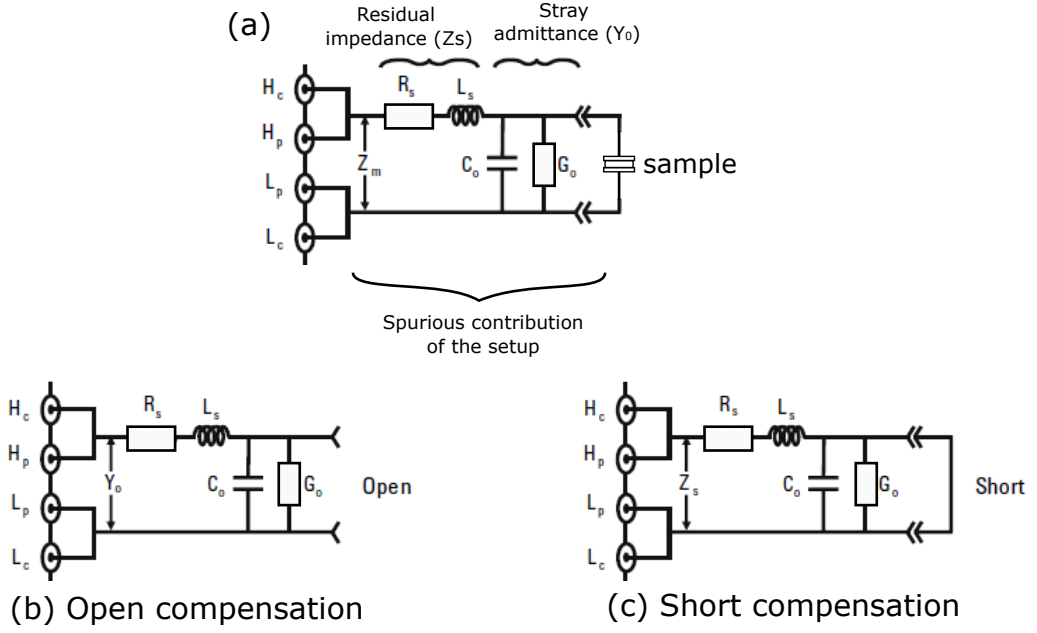 (a)
Residual
impedance (Zs)
Stray
admittance (Y₀)
Hc
Hp
Lp
Lc
Zm
Rs
Ls
Co
Go
sample
Spurious contribution
of the setup
Hc
Hp
Lp
Lc
Yo
Rs
Ls
Co
Go
Open
(b) Open compensation
Hc
Hp
Lp
Lc
Zs
Rs
Ls
Co
Go
Short
(c) Short compensation